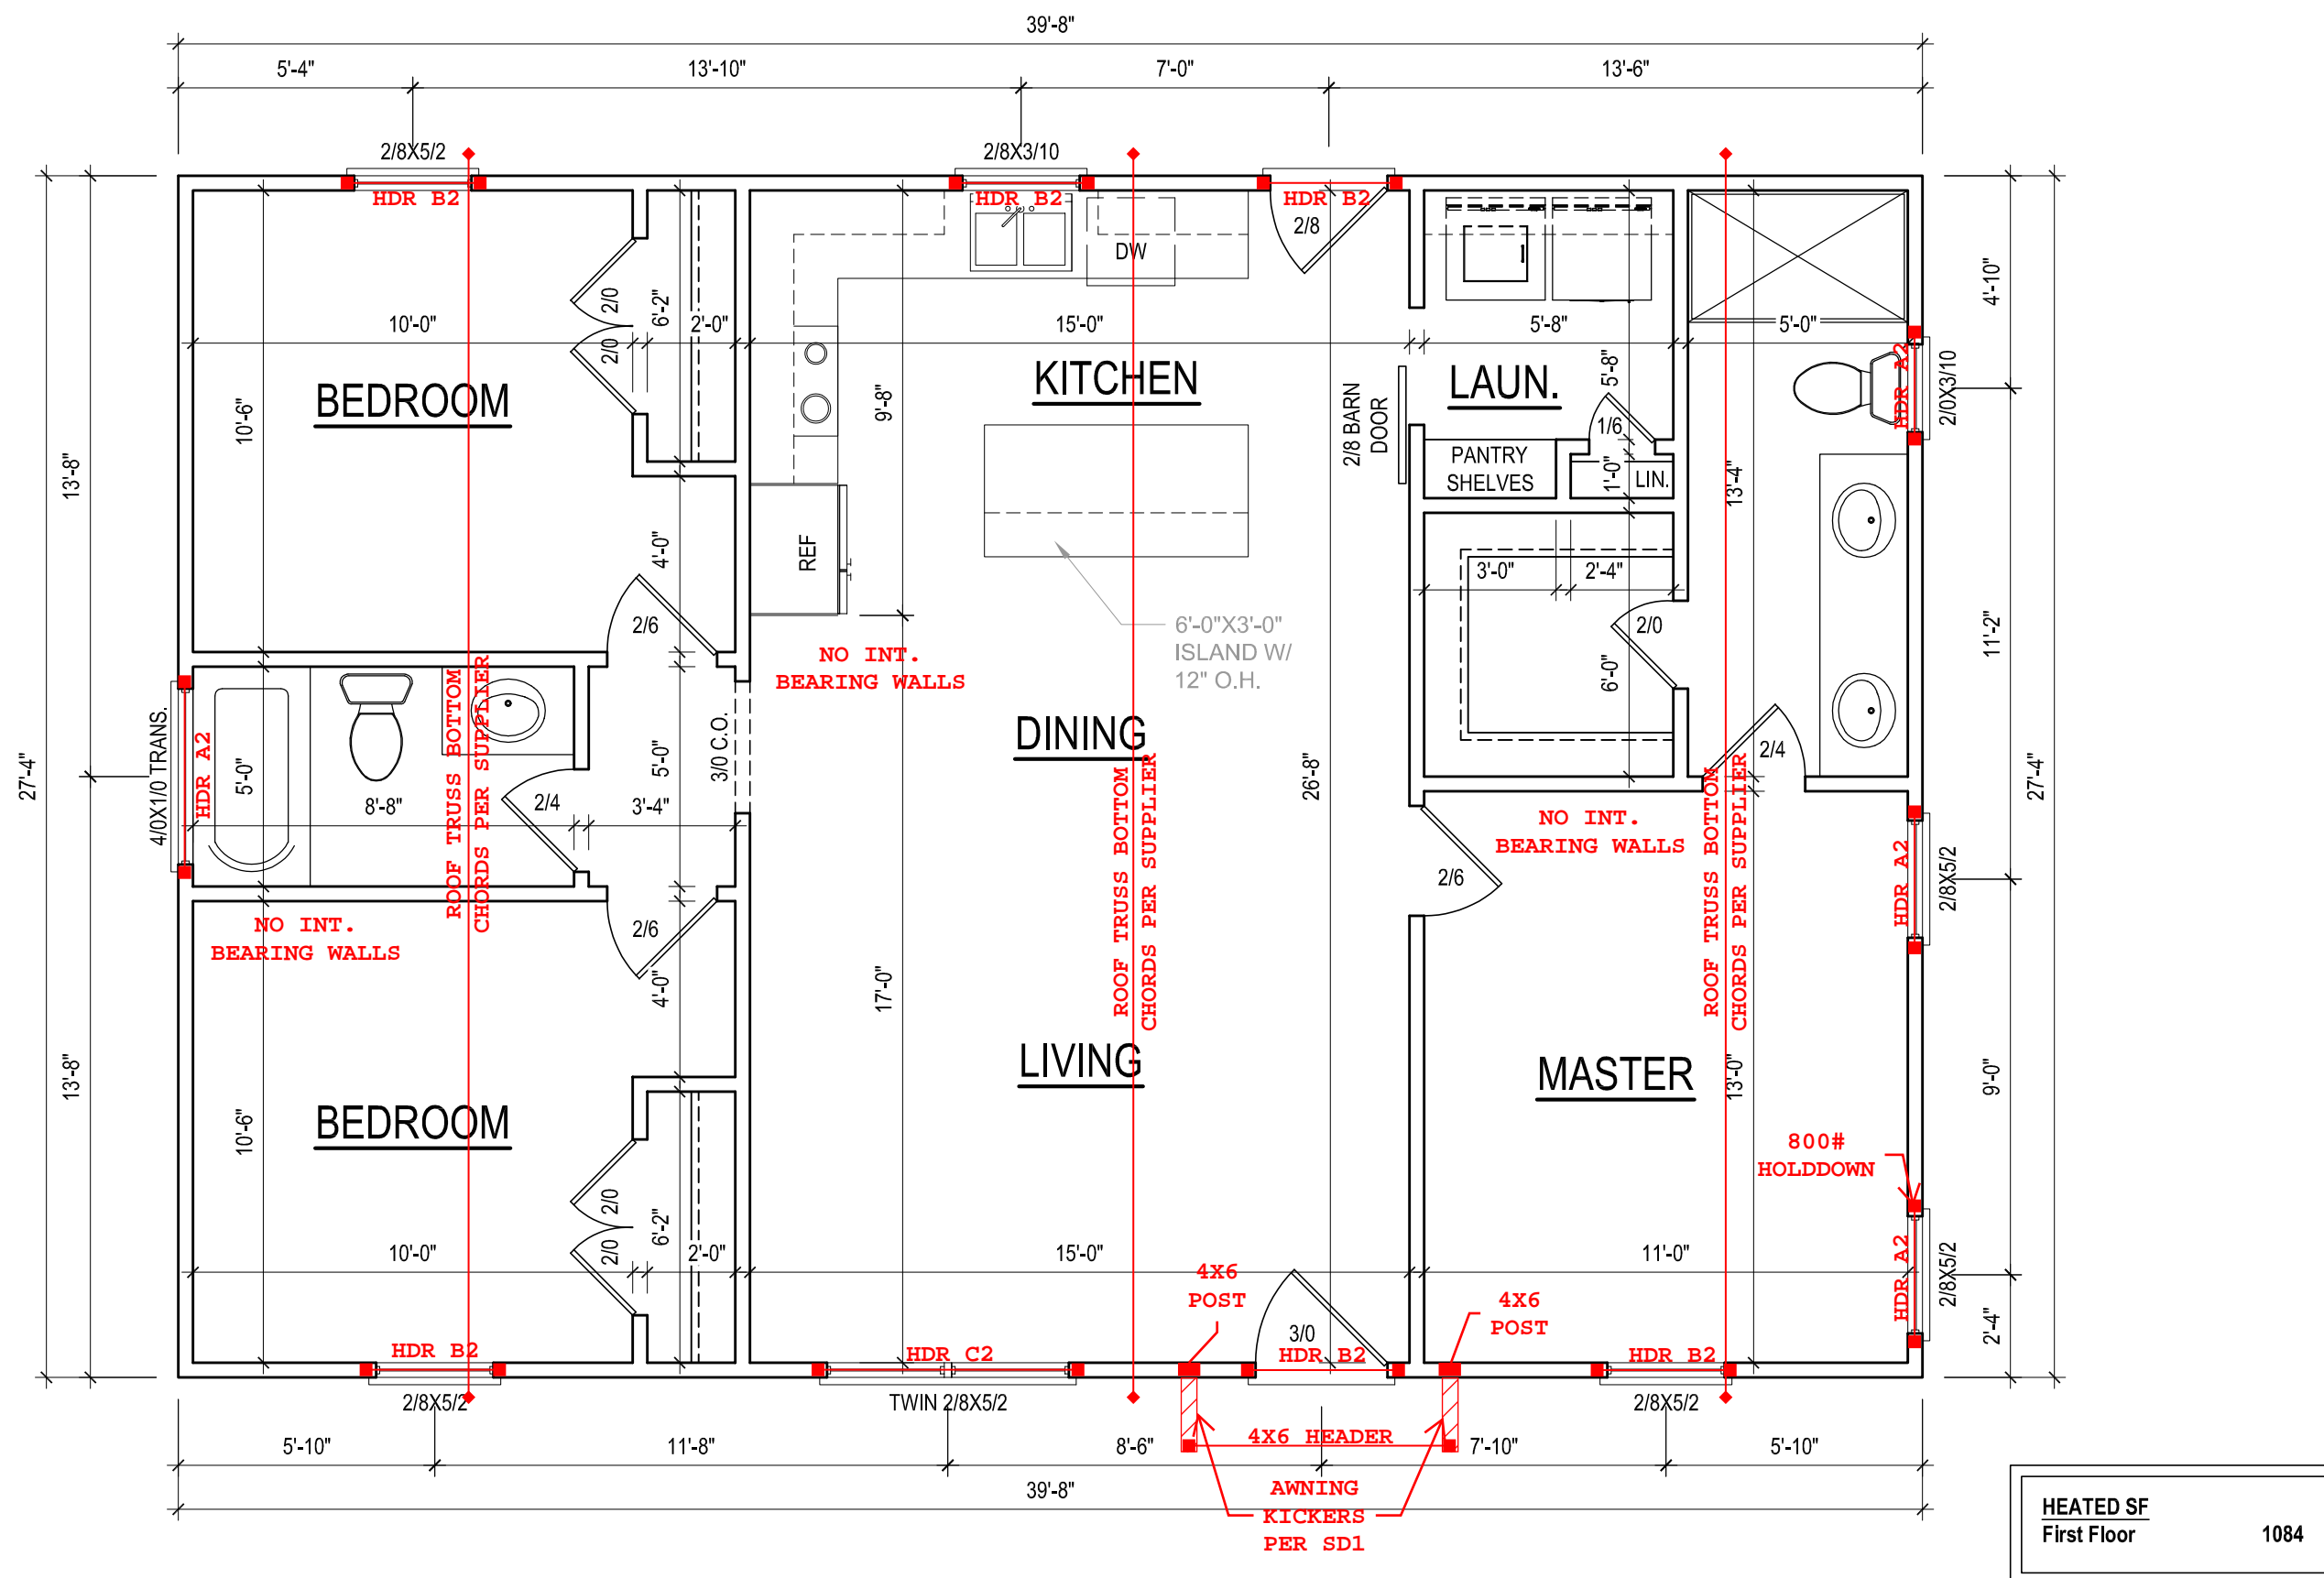 39'-8"
5'-4"
13'-10"
7'-0"
13'-6"
2/8X5/2
2/8X3/10
HDR B2
HDR B2
HDR B2
2/8
DW
4'-10"
2/0
6'-2"
10'-0"
2'-0"
15'-0"
5'-8"
5'-0"
2/0
BEDROOM
KITCHEN
LAUN.
5'-8"
HDR A2
2/0X3/10
10'-6"
9'-8"
2/8 BARN
DOOR
1/6
13'-8"
PANTRY
SHELVES
1'-0"
LIN.
13'-4"
REF
4'-0"
3'-0"
2'-4"
2/6
6'-0"X3'-0"
ISLAND W/
12" O.H.
2/0
11'-2"
NO INT.
BEARING WALLS
6'-0"
ROOF TRUSS BOTTOM
CHORDS PER SUPPLIER
DINING
3/0 C.O.
2/4
4/0X1/0 TRANS.
HDR A2
5'-0"
5'-0"
27'-4"
26'-8"
27'-4"
8'-8"
2/4
3'-4"
NO INT.
BEARING WALLS
ROOF TRUSS BOTTOM
CHORDS PER SUPPLIER
ROOF TRUSS BOTTOM
CHORDS PER SUPPLIER
2/6
HDR A2
2/8X5/2
NO INT.
BEARING WALLS
2/6
4'-0"
17'-0"
13'-8"
LIVING
MASTER
13'-0"
9'-0"
BEDROOM
10'-6"
800#
HOLDDOWN
2/0
6'-2"
2/0
10'-0"
2'-0"
15'-0"
11'-0"
HDR A2
2/8X5/2
4X6
POST
4X6
POST
2'-4"
3/0
HDR B2
HDR C2
HDR B2
HDR B2
2/8X5/2
TWIN 2/8X5/2
2/8X5/2
5'-10"
11'-8"
8'-6"
4X6 HEADER
7'-10"
5'-10"
39'-8"
AWNING
KICKERS
PER SD1
HEATED SF
First Floor 1084